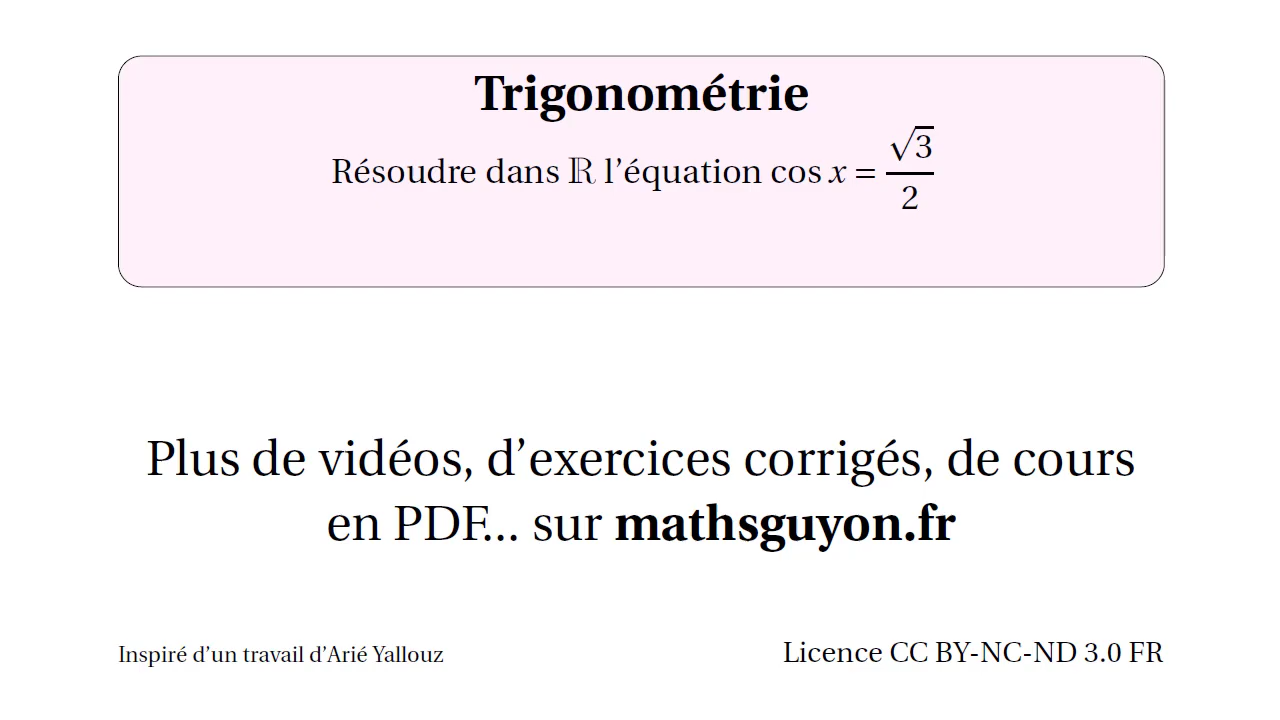 Trigonométrie
Résoudre dans ℝ l’équation cos x = √3/2
Plus de vidéos, d’exercices corrigés, de cours
en PDF... sur mathsguyon.fr
Inspiré d’un travail d’Arié Yallouz
Licence CC BY-NC-ND 3.0 FR